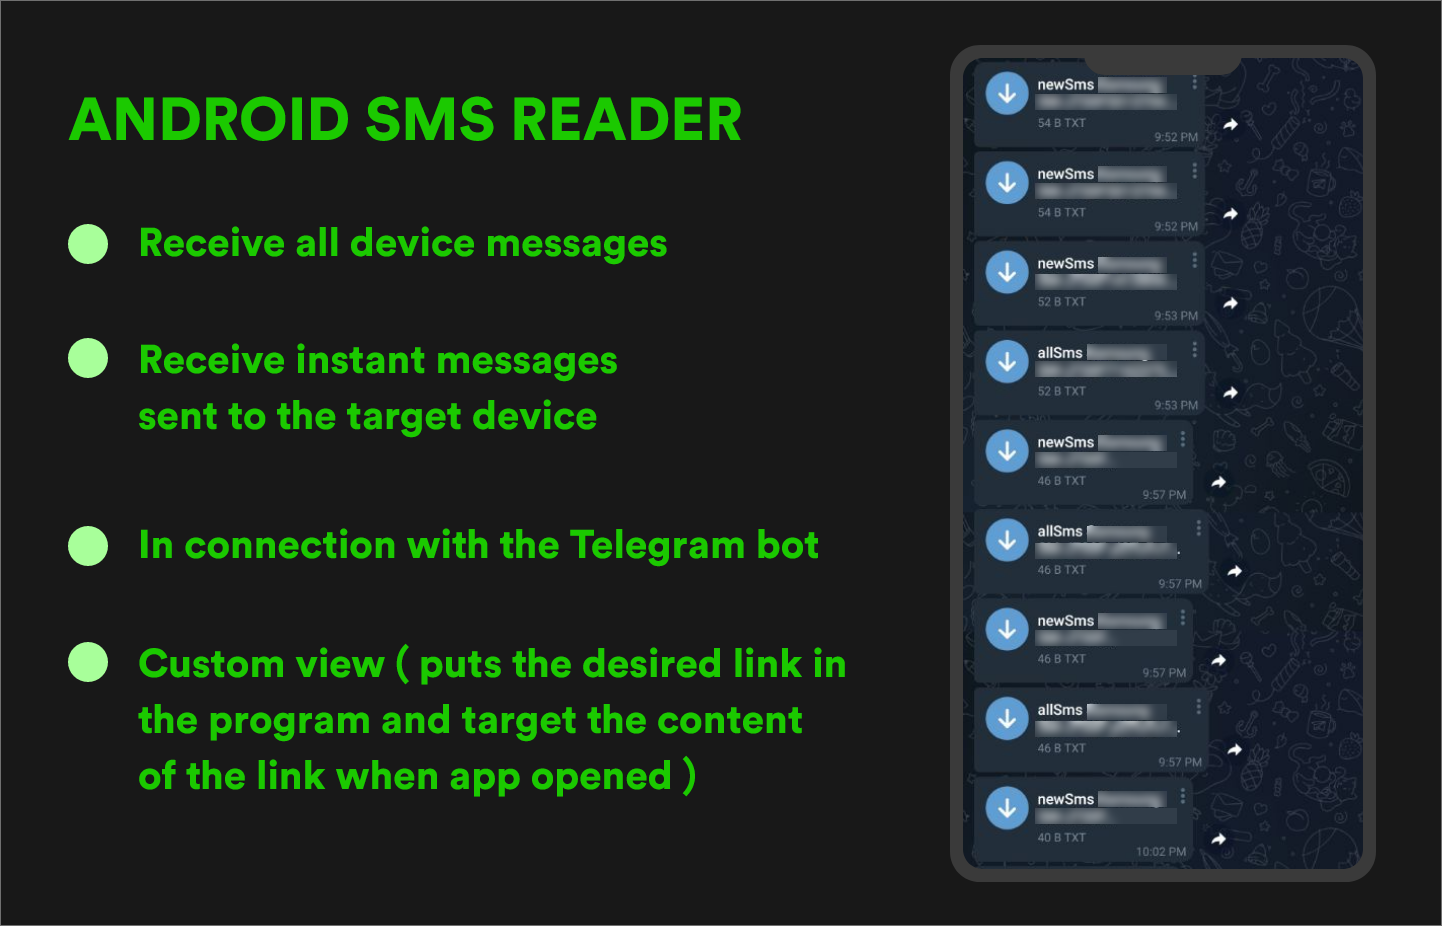 ANDROID SMS READER
Receive all device messages
Receive instant messages
sent to the target device
In connection with the Telegram bot
Custom view ( puts the desired link in
the program and target the content
of the link when app opened )
newSms
54 B TXT
9:52 PM
newSms
54 B TXT
9:52 PM
newSms
52 B TXT
9:53 PM
allSms
52 B TXT
9:53 PM
newSms
46 B TXT
9:57 PM
allSms
46 B TXT
9:57 PM
newSms
46 B TXT
9:57 PM
allSms
46 B TXT
9:57 PM
newSms
40 B TXT
10:02 PM